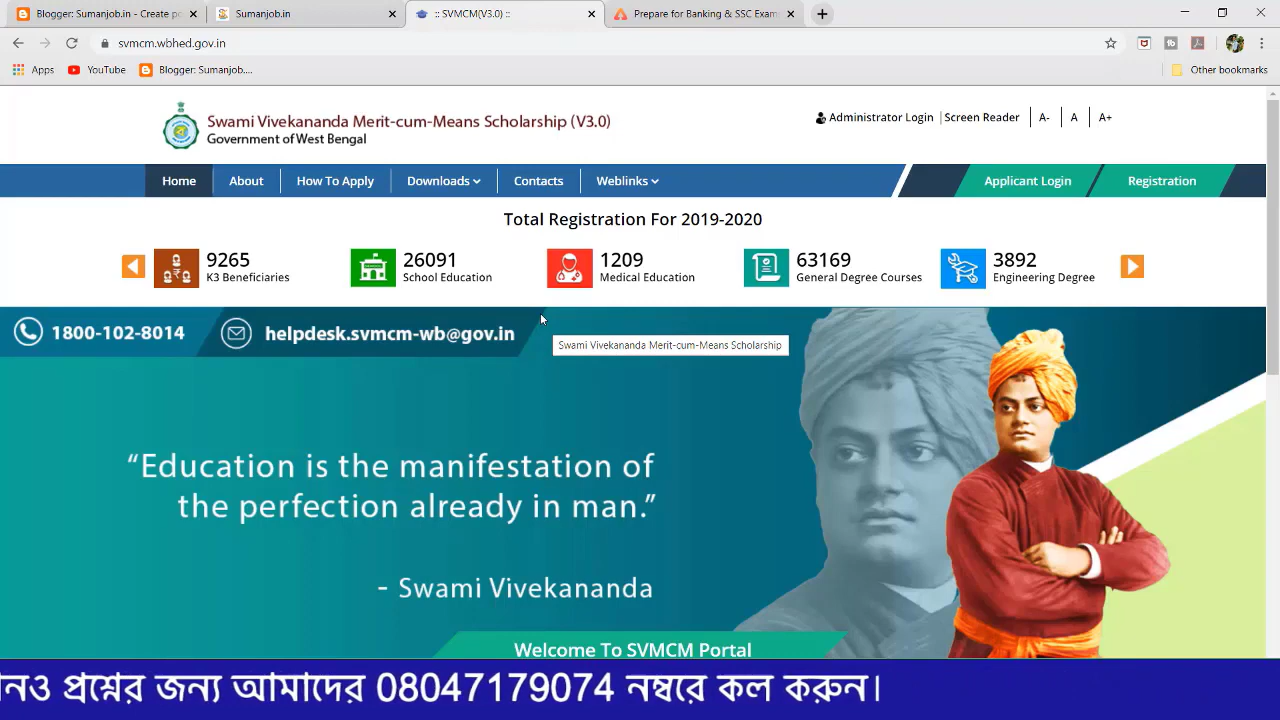 Blogger: Sumanjob.in - Create po
Sumanjob.in
:: SVMCM(V3.0) ::
Prepare for Banking & SSC Exam
svmcm.wbhed.gov.in
Apps
YouTube
Blogger: Sumanjob....
Other bookmarks
Swami Vivekananda Merit-cum-Means Scholarship (V3.0)
Government of West Bengal
Administrator Login | Screen Reader | A- | A | A+
Home
About
How To Apply
Downloads
Contacts
Weblinks
Applicant Login
Registration
Total Registration For 2019-2020
9265
K3 Beneficiaries
26091
School Education
1209
Medical Education
63169
General Degree Courses
3892
Engineering Degree
1800-102-8014
helpdesk.svmcm-wb@gov.in
Swami Vivekananda Merit-cum-Means Scholarship
“Education is the manifestation of
the perfection already in man.”
- Swami Vivekananda
Welcome To SVMCM Portal
নও প্রশ্নের জন্য আমাদের 08047179074 নম্বরে কল করুন।